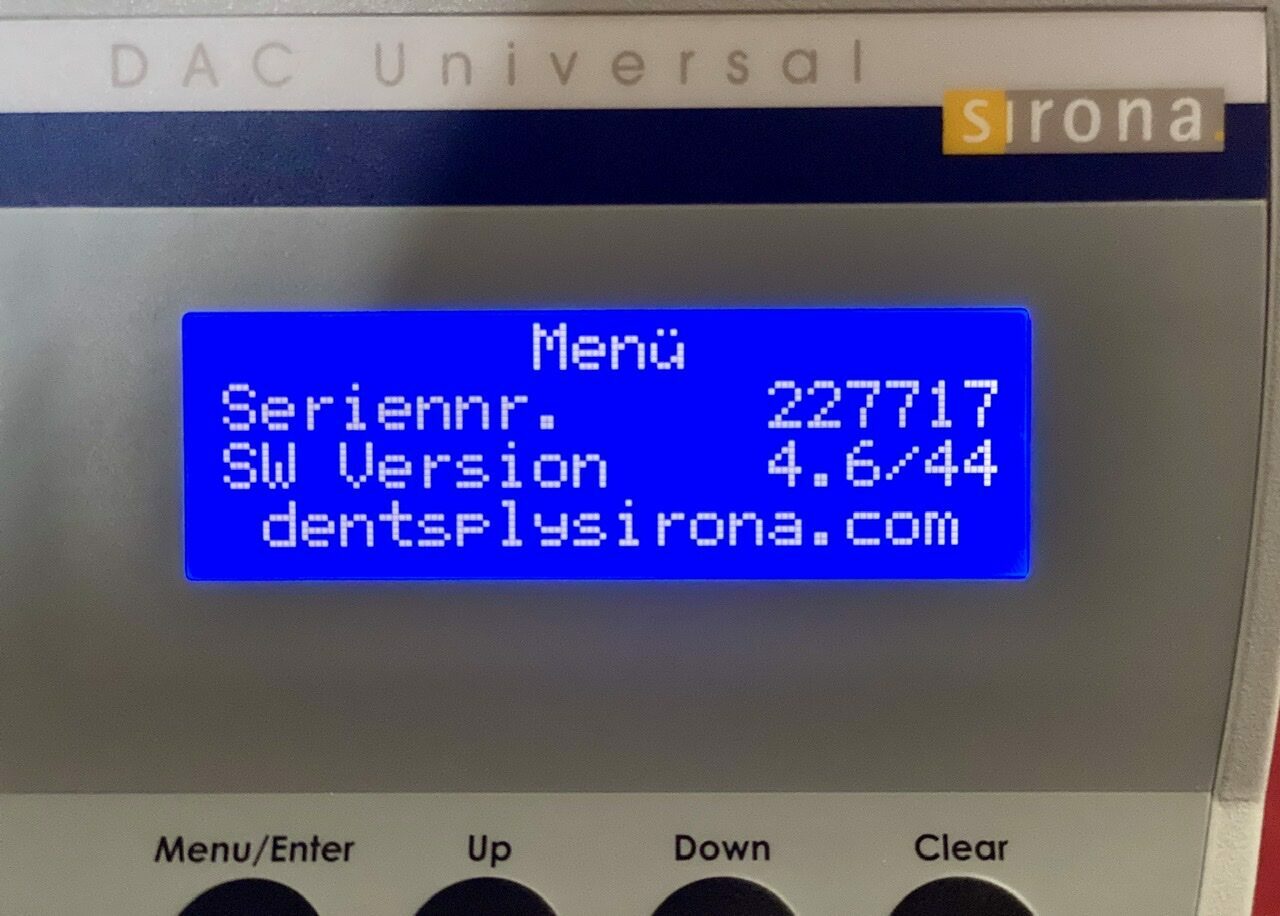 DAC Universal
sirona.
Menü
Seriennr. 227717
SW Version 4.6/44
dentsplysirona.com
Menu/Enter Up Down Clear